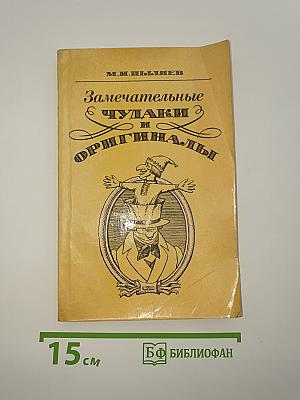 М.И.ПЫЛЯЕВ
Замечательные
ЧУДАКИ
И
ОРИГИНАЛЫ
15 см
БФ БИБЛИОФАН